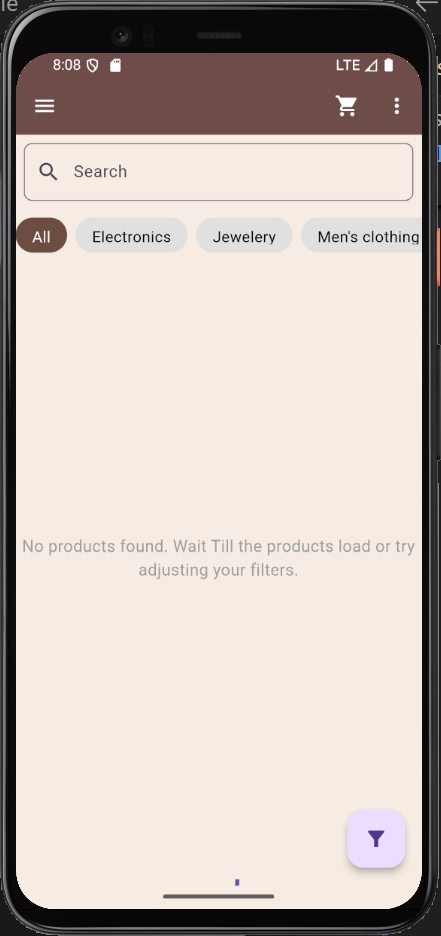 8:08 LTE
Search
All Electronics Jewelery Men's clothing
No products found. Wait Till the products load or try
adjusting your filters.